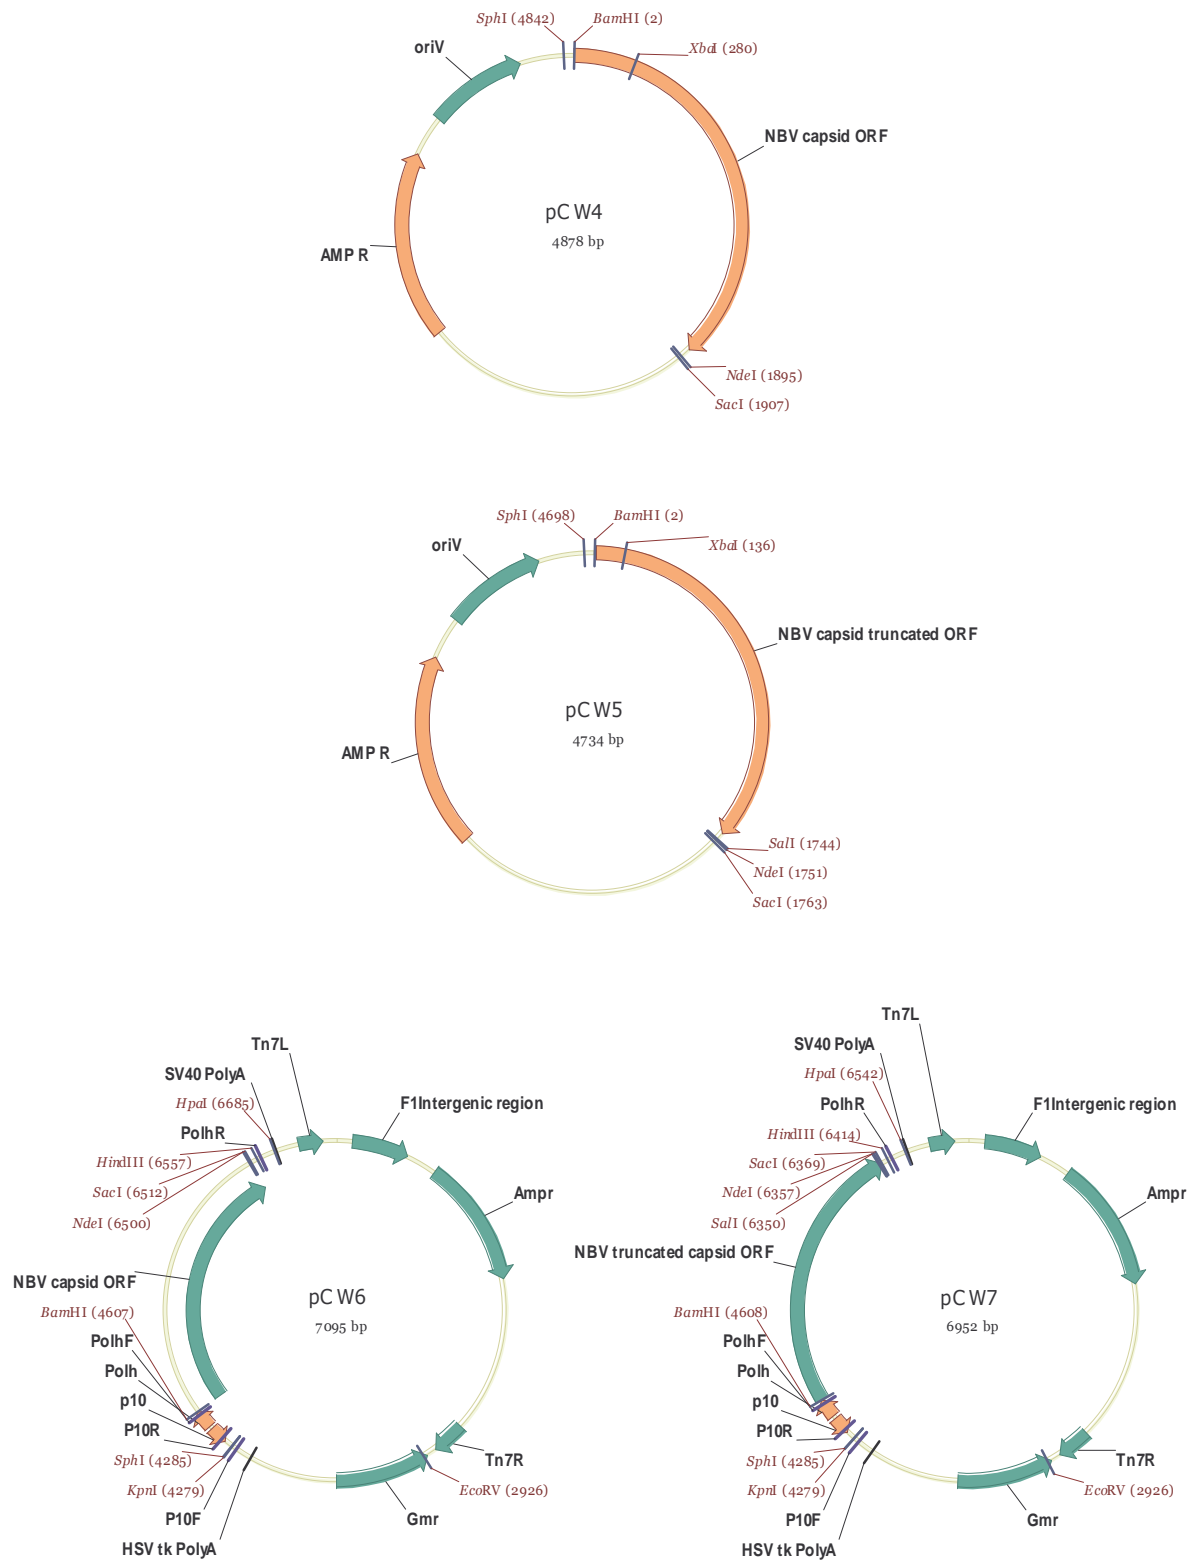 SphI (4842)
BamHI (2)
XbaI (280)
oriV
NBV capsid ORF
pCW4
4878 bp
AMP R
NdeI (1895)
SacI (1907)
SphI (4698)
BamHI (2)
XbaI (136)
oriV
NBV capsid truncated ORF
pCW5
4734 bp
AMP R
SalI (1744)
NdeI (1751)
SacI (1763)
Tn7L
SV40 PolyA
HpaI (6685)
F1Intergenic region
PolhR
HindIII (6557)
SacI (6512)
NdeI (6500)
Ampr
NBV capsid ORF
BamHI (4607)
pCW6
7095 bp
PolhF
Polh
p10
P10R
SphI (4285)
KpnI (4279)
P10F
HSV tk PolyA
Tn7R
EcoRV (2926)
Gmr
Tn7L
SV40 PolyA
HpaI (6542)
F1Intergenic region
PolhR
HindIII (6414)
SacI (6369)
NdeI (6357)
SalI (6350)
Ampr
NBV truncated capsid ORF
BamHI (4608)
pCW7
6952 bp
PolhF
Polh
p10
P10R
SphI (4285)
KpnI (4279)
P10F
HSV tk PolyA
Tn7R
EcoRV (2926)
Gmr